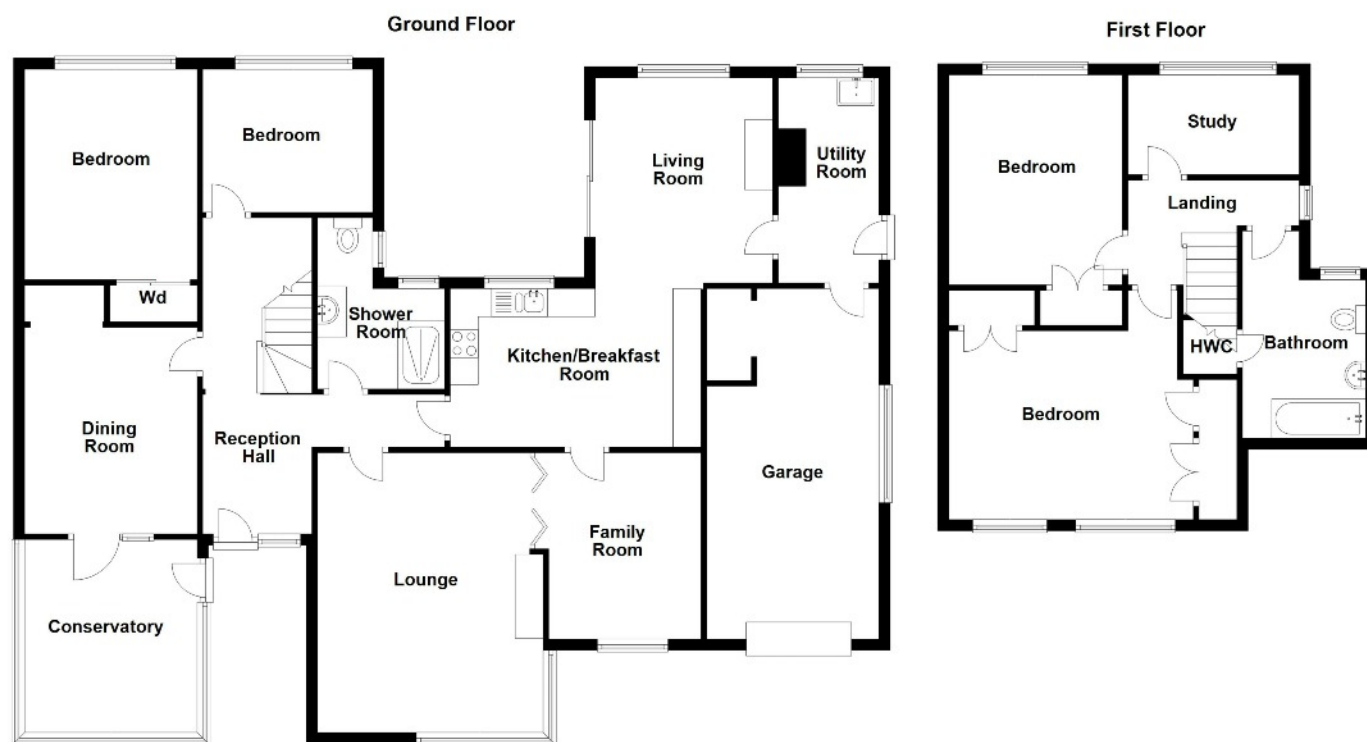 Ground Floor
First Floor
Bedroom
Bedroom
Living
Room
Utility
Room
Wd
Shower
Room
Kitchen/Breakfast
Room
Dining
Room
Reception
Hall
Garage
Family
Room
Lounge
Conservatory
Bedroom
Study
Landing
HWC
Bathroom
Bedroom